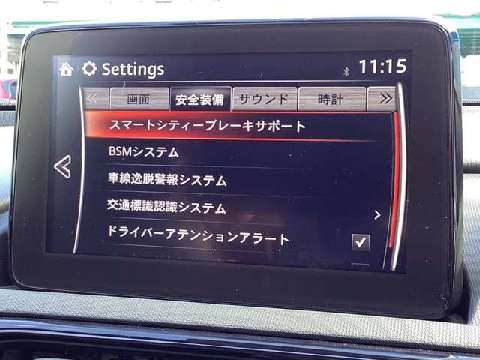 Settings 11:15
画面 安全装備 サウンド 時計
スマートシティーブレーキサポート
BSMシステム
車線逸脱警報システム
交通標識認識システム
ドライバーアテンションアラート